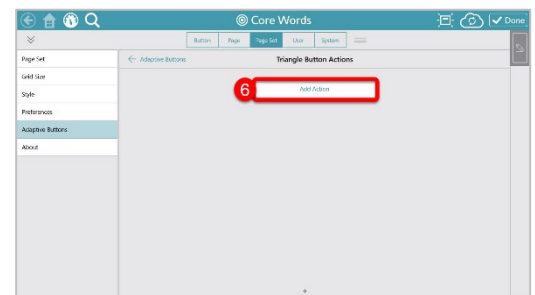 Core Words
Done
Button Page Page Set User System
Page Set
Grid Size
Style
Preferences
Adaptive Buttons
About
Adaptive Buttons
Triangle Button Actions
6
Add Action